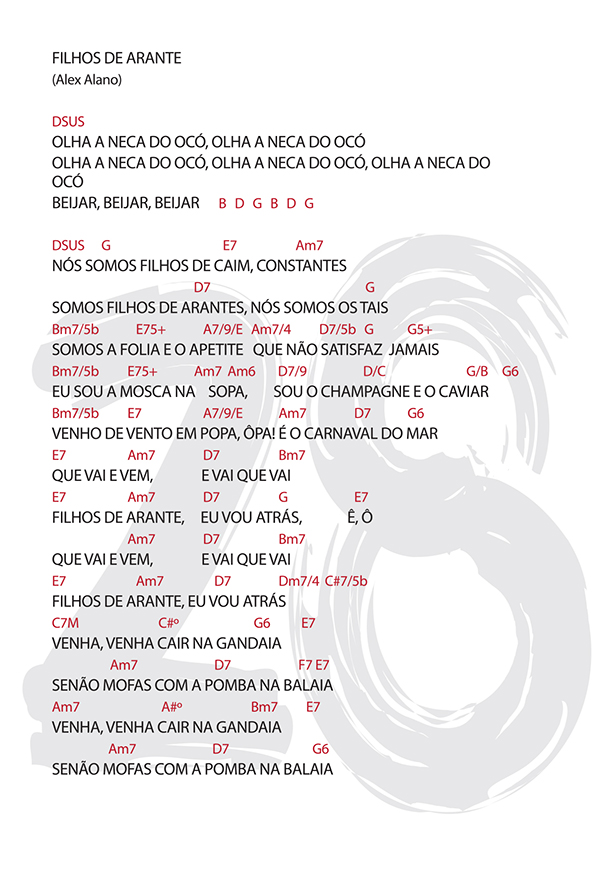 FILHOS DE ARANTE
(Alex Alano)
DSUS
OLHA A NECA DO OCÓ, OLHA A NECA DO OCÓ
OLHA A NECA DO OCÓ, OLHA A NECA DO OCÓ, OLHA A NECA DO
OCÓ
BEIJAR, BEIJAR, BEIJAR B D G B D G
DSUS G E7 Am7
NÓS SOMOS FILHOS DE CAIM, CONSTANTES
D7 G
SOMOS FILHOS DE ARANTES, NÓS SOMOS OS TAIS
Bm7/5b E75+ A7/9/E Am7/4 D7/5b G G5+
SOMOS A FOLIA E O APETITE QUE NÃO SATISFAZ JAMAIS
Bm7/5b E75+ Am7 Am6 D7/9 D/C G/B G6
EU SOU A MOSCA NA SOPA, SOU O CHAMPAGNE E O CAVIAR
Bm7/5b E7 A7/9/E Am7 D7 G6
VENHO DE VENTO EM POPA, ÔPA! É O CARNAVAL DO MAR
E7 Am7 D7 Bm7
QUE VAI E VEM, E VAI QUE VAI
E7 Am7 D7 G E7
FILHOS DE ARANTE, EU VOU ATRÁS, Ê, Ô
Am7 D7 Bm7
QUE VAI E VEM, E VAI QUE VAI
E7 Am7 D7 Dm7/4 C#7/5b
FILHOS DE ARANTE, EU VOU ATRÁS
C7M C#º G6 E7
VENHA, VENHA CAIR NA GANDAIA
Am7 D7 F7 E7
SENÃO MOFAS COM A POMBA NA BALAIA
Am7 A#º Bm7 E7
VENHA, VENHA CAIR NA GANDAIA
Am7 D7 G6
SENÃO MOFAS COM A POMBA NA BALAIA
28